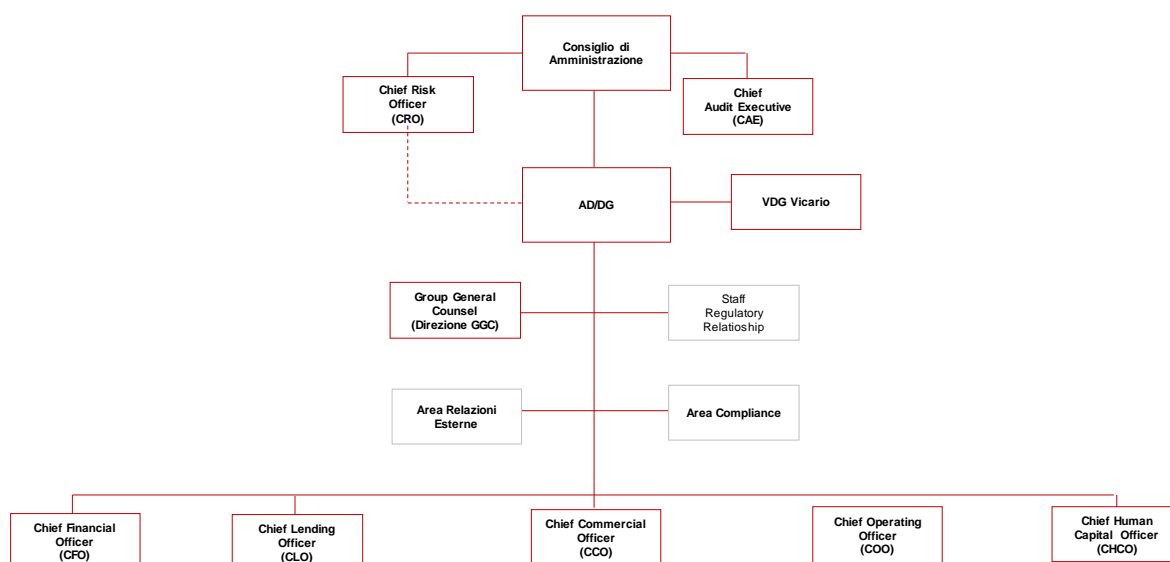 Consiglio di
Amministrazione
Chief Risk
Officer
(CRO)
Chief
Audit Executive
(CAE)
AD/DG
VDG Vicario
Group General
Counsel
(Direzione GGC)
Staff
Regulatory
Relatioship
Area Relazioni
Esterne
Area Compliance
Chief Financial
Officer
(CFO)
Chief Lending
Officer
(CLO)
Chief Commercial
Officer
(CCO)
Chief Operating
Officer
(COO)
Chief Human
Capital Officer
(CHCO)